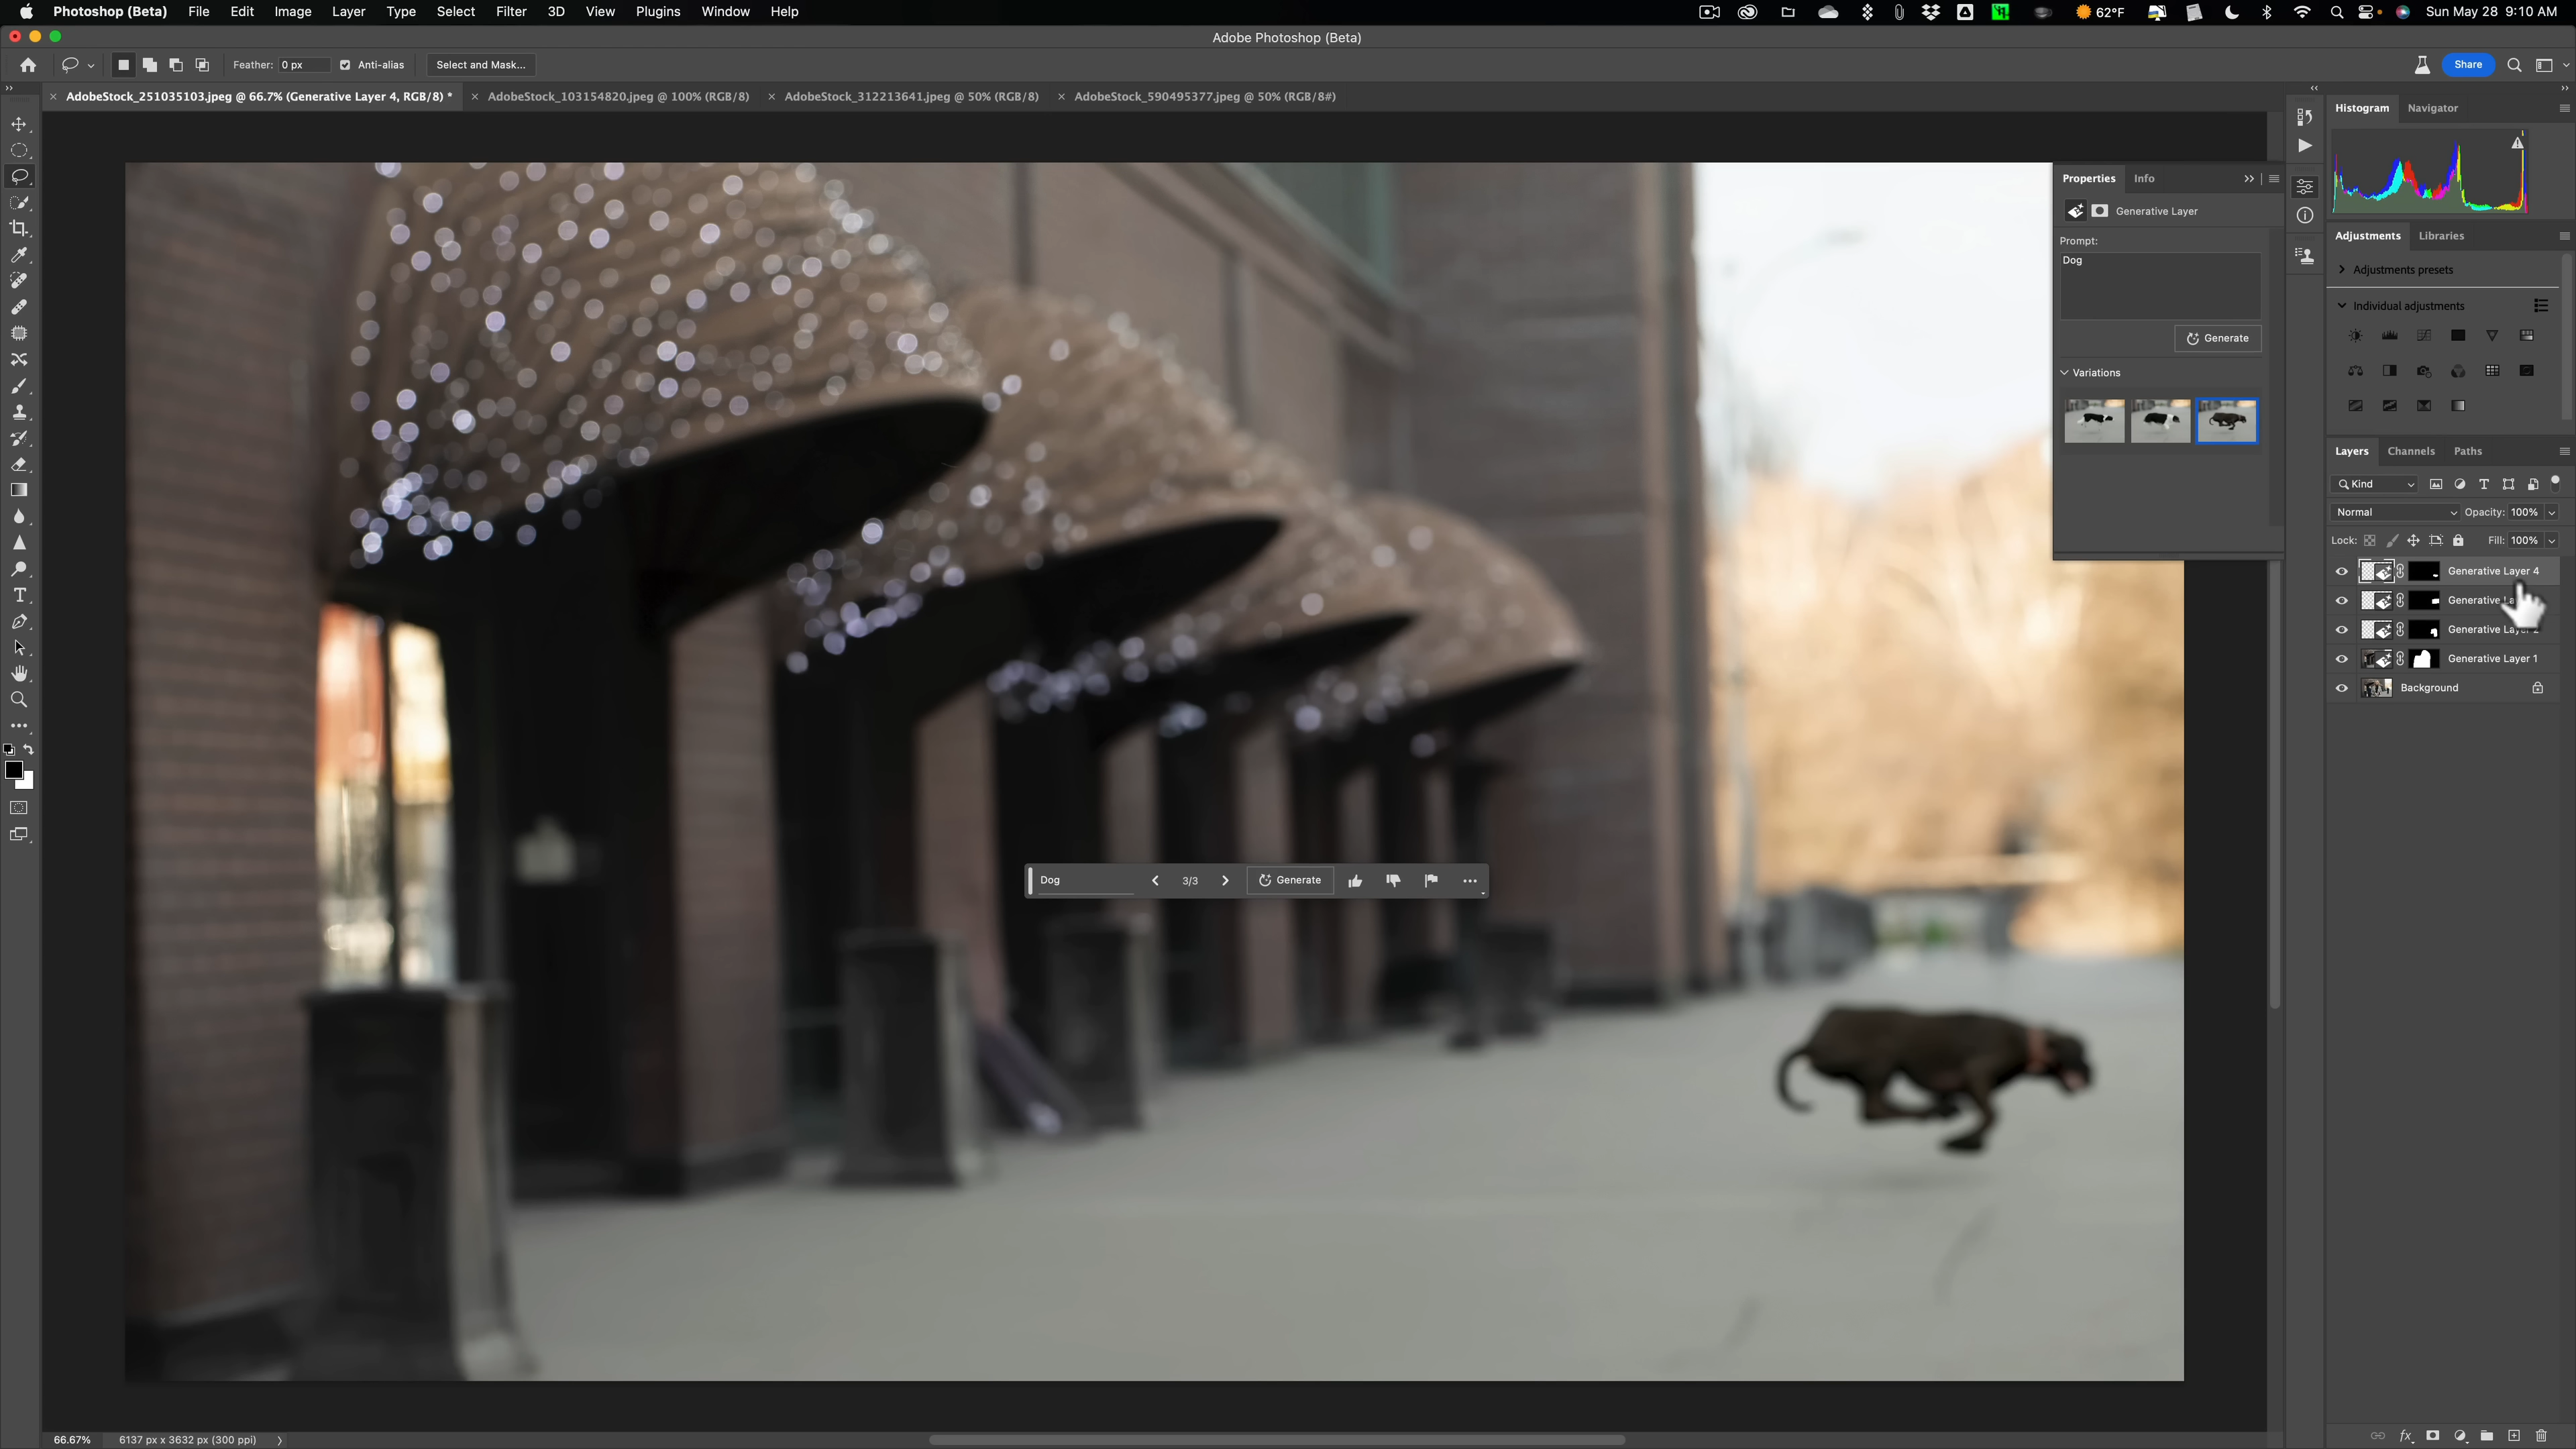 Photoshop (Beta) File Edit Image Layer Type Select Filter 3D View Plugins Window Help 62°F Sun May 28 9:10 AM
Adobe Photoshop (Beta)
Feather: 0 px Anti-alias Select and Mask... Share
AdobeStock_251035103.jpeg @ 66.7% (Generative Layer 4, RGB/8) * AdobeStock_103154820.jpeg @ 100% (RGB/8) AdobeStock_312213641.jpeg @ 50% (RGB/8) AdobeStock_590495377.jpeg @ 50% (RGB/8#)
Histogram Navigator
Properties Info
Generative Layer
Prompt:
Dog
Generate
Variations
Adjustments Libraries
Adjustments presets
Individual adjustments
Layers Channels Paths
Kind
Normal Opacity: 100%
Lock: Fill: 100%
Generative Layer 4
Generative
Generative
Generative Layer 1
Background
Dog 3/3 Generate
66.67% 6137 px x 3632 px (300 ppi)
fx